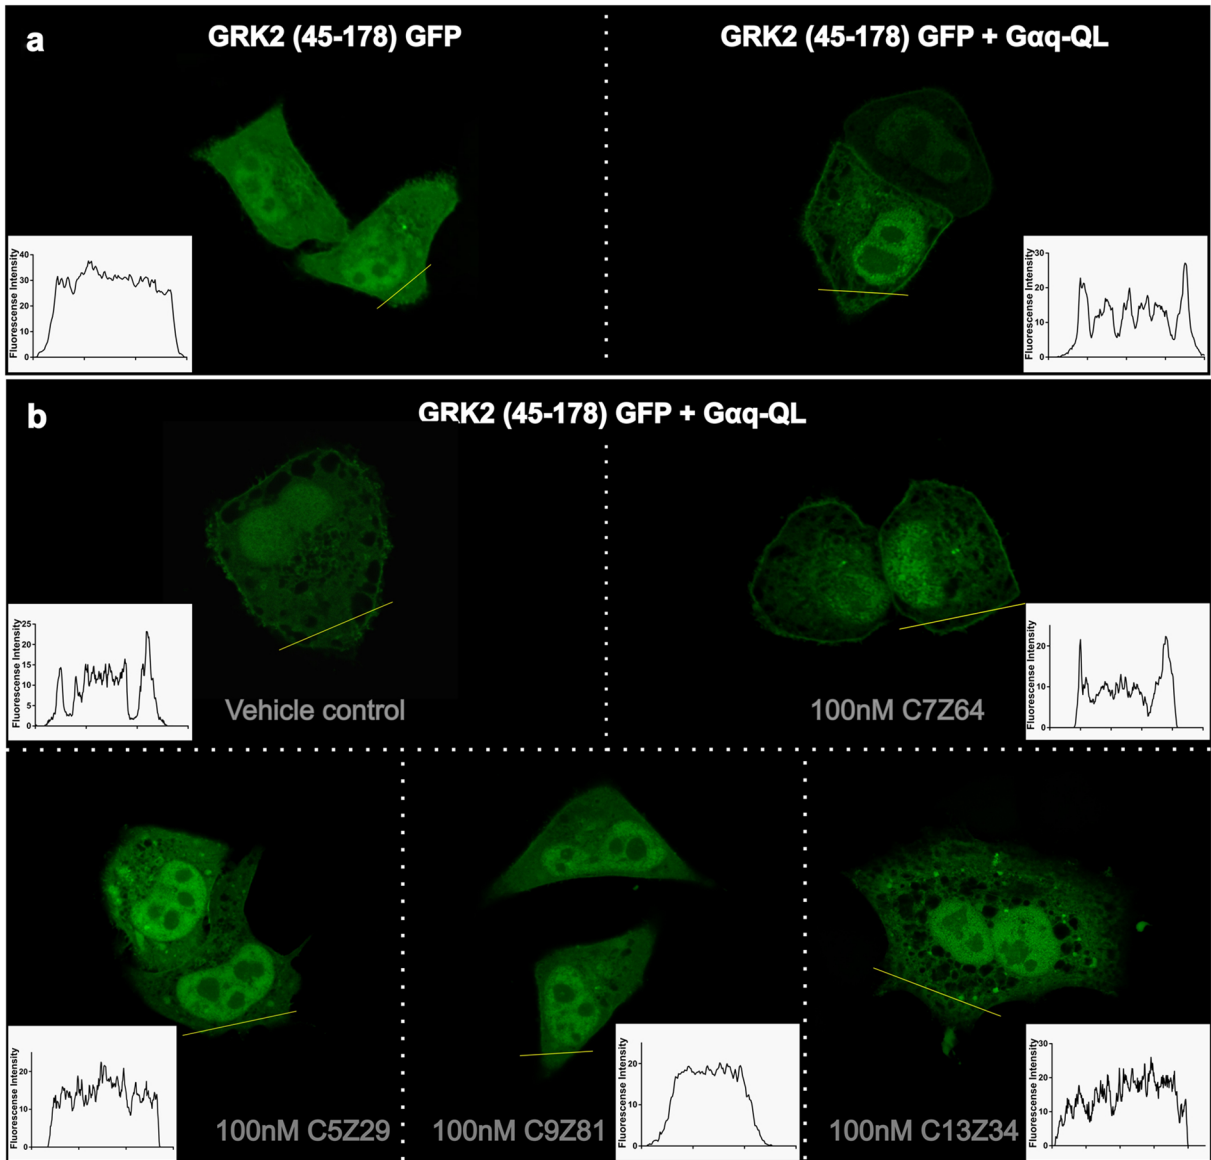 a
GRK2 (45-178) GFP
GRK2 (45-178) GFP + Gαq-QL
Fluorescense Intensity
40
30
20
10
0
Fluorescense Intensity
30
20
10
0
b
GRK2 (45-178) GFP + Gαq-QL
Fluorescense Intensity
25
20
15
10
5
0
Vehicle control
100nM C7Z64
Fluorescense Intensity
20
10
0
Fluorescense Intensity
20
10
0
100nM C5Z29
100nM C9Z81
Fluorescense Intensity
20
10
0
100nM C13Z34
Fluorescense Intensity
30
20
10
0